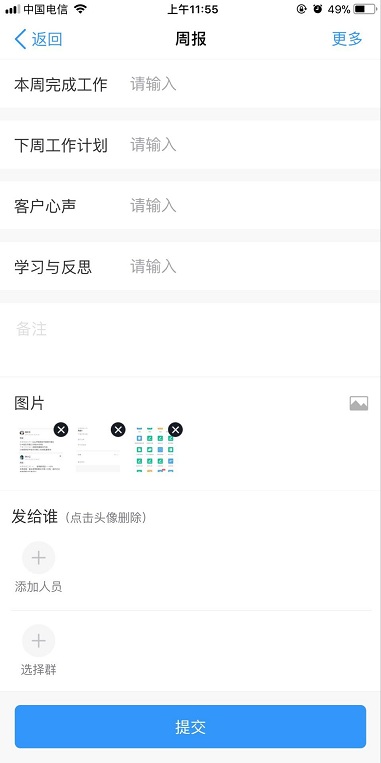 中国电信 上午11:55 49%
返回 周报 更多
本周完成工作 请输入
下周工作计划 请输入
客户心声 请输入
学习与反思 请输入
备注
图片
发给谁（点击头像删除）
添加人员
选择群
提交